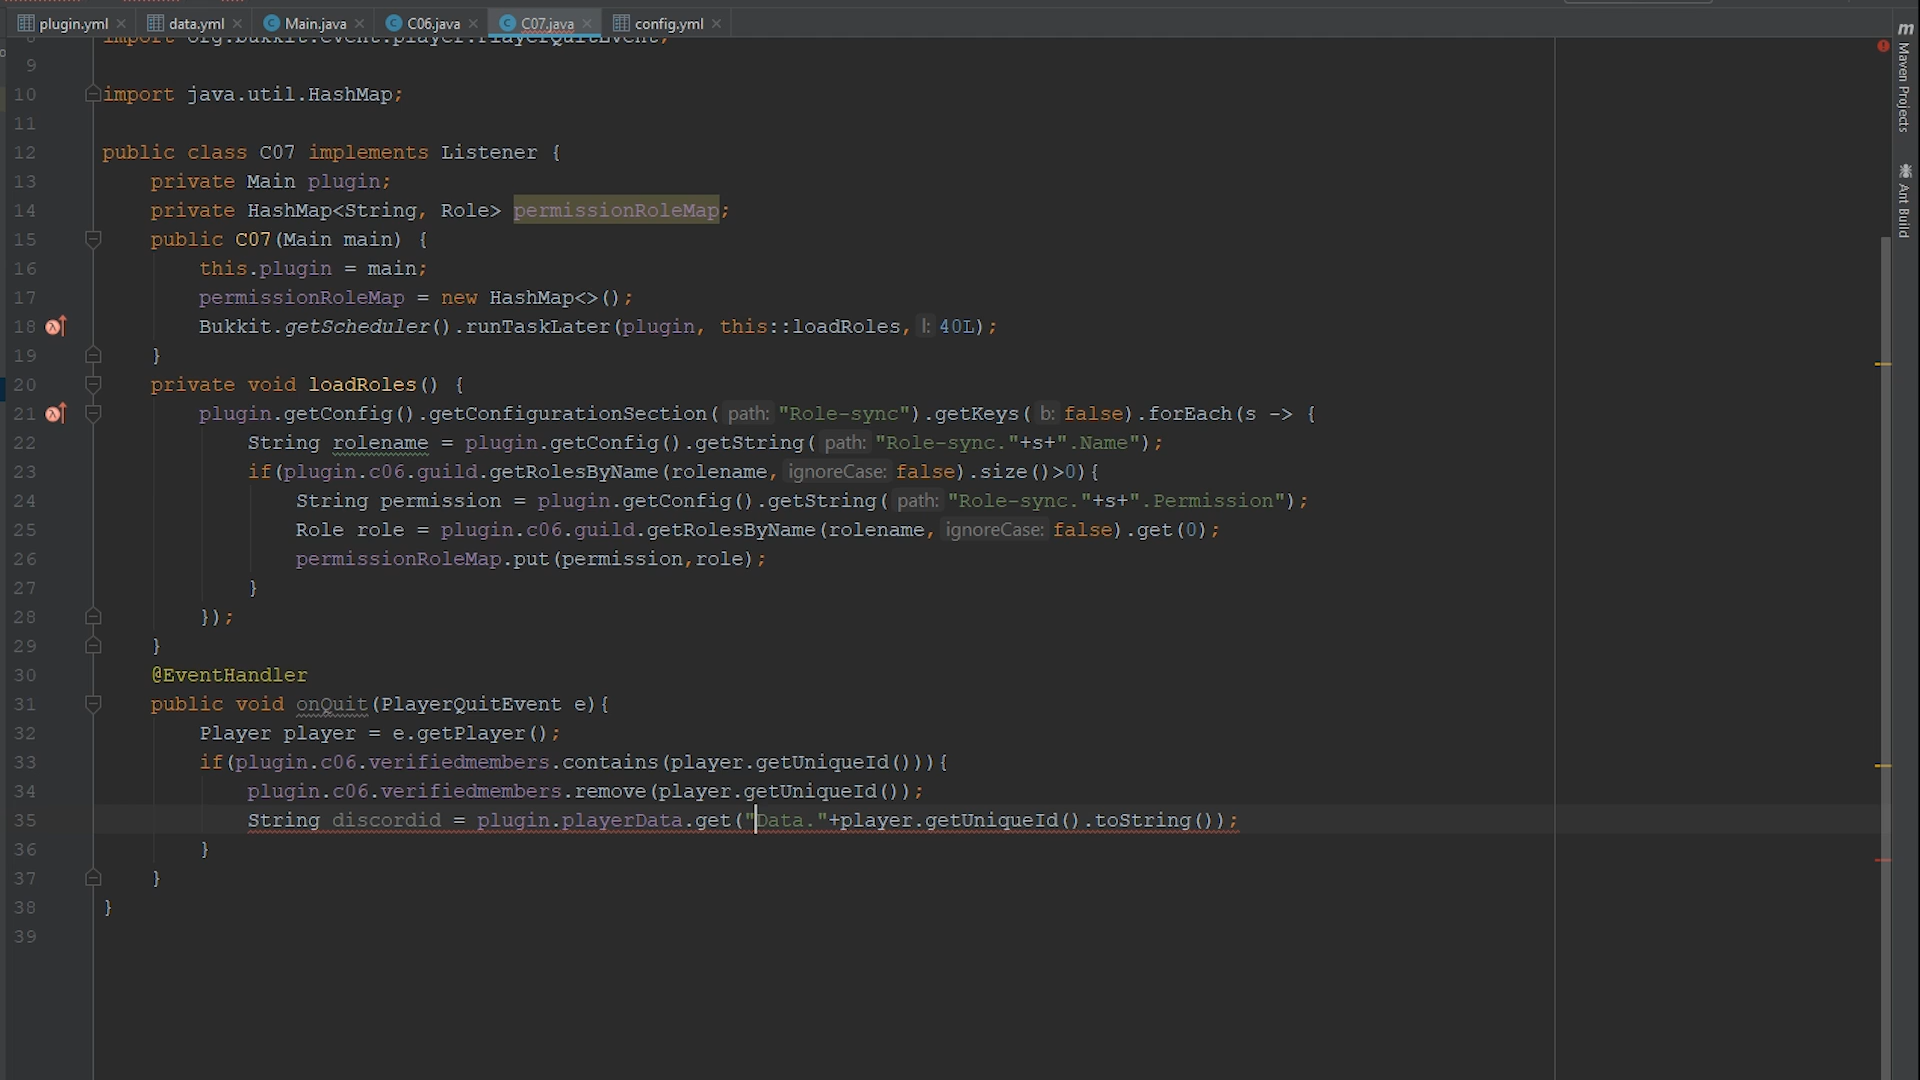 plugin.yml
data.yml
Main.java
C06.java
C07.java
config.yml
8 import org.bukkit.event.player.PlayerQuitEvent;
9
10 import java.util.HashMap;
11
12 public class C07 implements Listener {
13 private Main plugin;
14 private HashMap<String, Role> permissionRoleMap;
15 public C07(Main main) {
16 this.plugin = main;
17 permissionRoleMap = new HashMap<>();
18 Bukkit.getScheduler().runTaskLater(plugin, this::loadRoles, l: 40L);
19 }
20 private void loadRoles() {
21 plugin.getConfig().getConfigurationSection( path: "Role-sync").getKeys( b: false).forEach(s -> {
22 String rolename = plugin.getConfig().getString( path: "Role-sync."+s+".Name");
23 if(plugin.c06.guild.getRolesByName(rolename, ignoreCase: false).size()>0){
24 String permission = plugin.getConfig().getString( path: "Role-sync."+s+".Permission");
25 Role role = plugin.c06.guild.getRolesByName(rolename, ignoreCase: false).get(0);
26 permissionRoleMap.put(permission,role);
27 }
28 });
29 }
30 @EventHandler
31 public void onQuit(PlayerQuitEvent e){
32 Player player = e.getPlayer();
33 if(plugin.c06.verifiedmembers.contains(player.getUniqueId())){
34 plugin.c06.verifiedmembers.remove(player.getUniqueId());
35 String discordid = plugin.playerData.get("Data."+player.getUniqueId().toString());
36 }
37 }
38 }
39
m Maven Projects
Ant Build